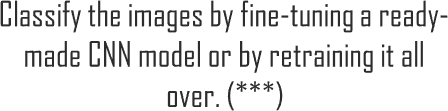 Classify the images by fine-tuning a ready-
made CNN model or by retraining it all
over. (***)